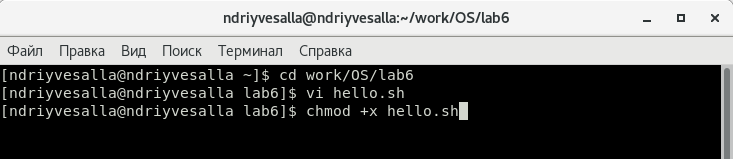 ndriyvesalla@ndriyvesalla:~/work/OS/lab6
Файл Правка Вид Поиск Терминал Справка
[ndriyvesalla@ndriyvesalla ~]$ cd work/OS/lab6
[ndriyvesalla@ndriyvesalla lab6]$ vi hello.sh
[ndriyvesalla@ndriyvesalla lab6]$ chmod +x hello.sh